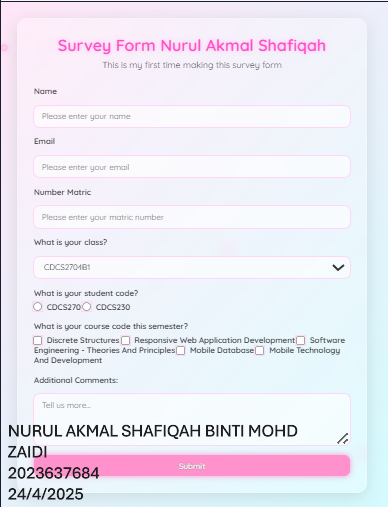 Survey Form Nurul Akmal Shafiqah
This is my first time making this survey form
Name
Please enter your name
Email
Please enter your email
Number Matric
Please enter your matric number
What is your class?
CDCS2704B1
What is your student code?
CDCS270 CDCS230
What is your course code this semester?
Discrete Structures Responsive Web Application Development Software
Engineering - Theories And Principles Mobile Database Mobile Technology
And Development
Additional Comments:
Tell us more...
NURUL AKMAL SHAFIQAH BINTI MOHD
ZAIDI
Submit
2023637684
24/4/2025